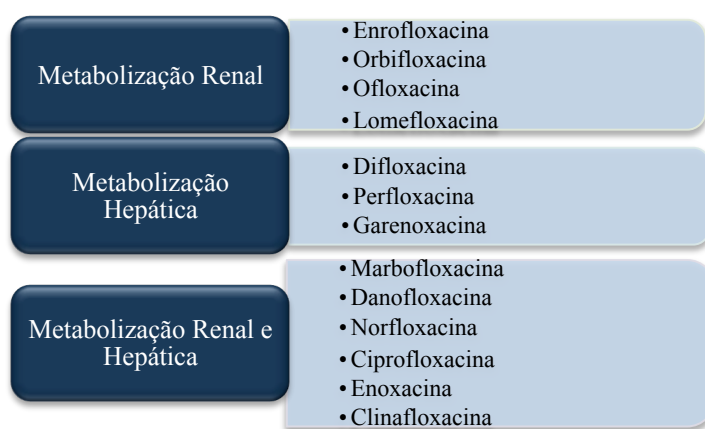 Metabolização Renal
• Enrofloxacina
• Orbifloxacina
• Ofloxacina
• Lomefloxacina
Metabolização
Hepática
• Difloxacina
• Perfloxacina
• Garenoxacina
Metabolização Renal e
Hepática
• Marbofloxacina
• Danofloxacina
• Norfloxacina
• Ciprofloxacina
• Enoxacina
• Clinafloxacina